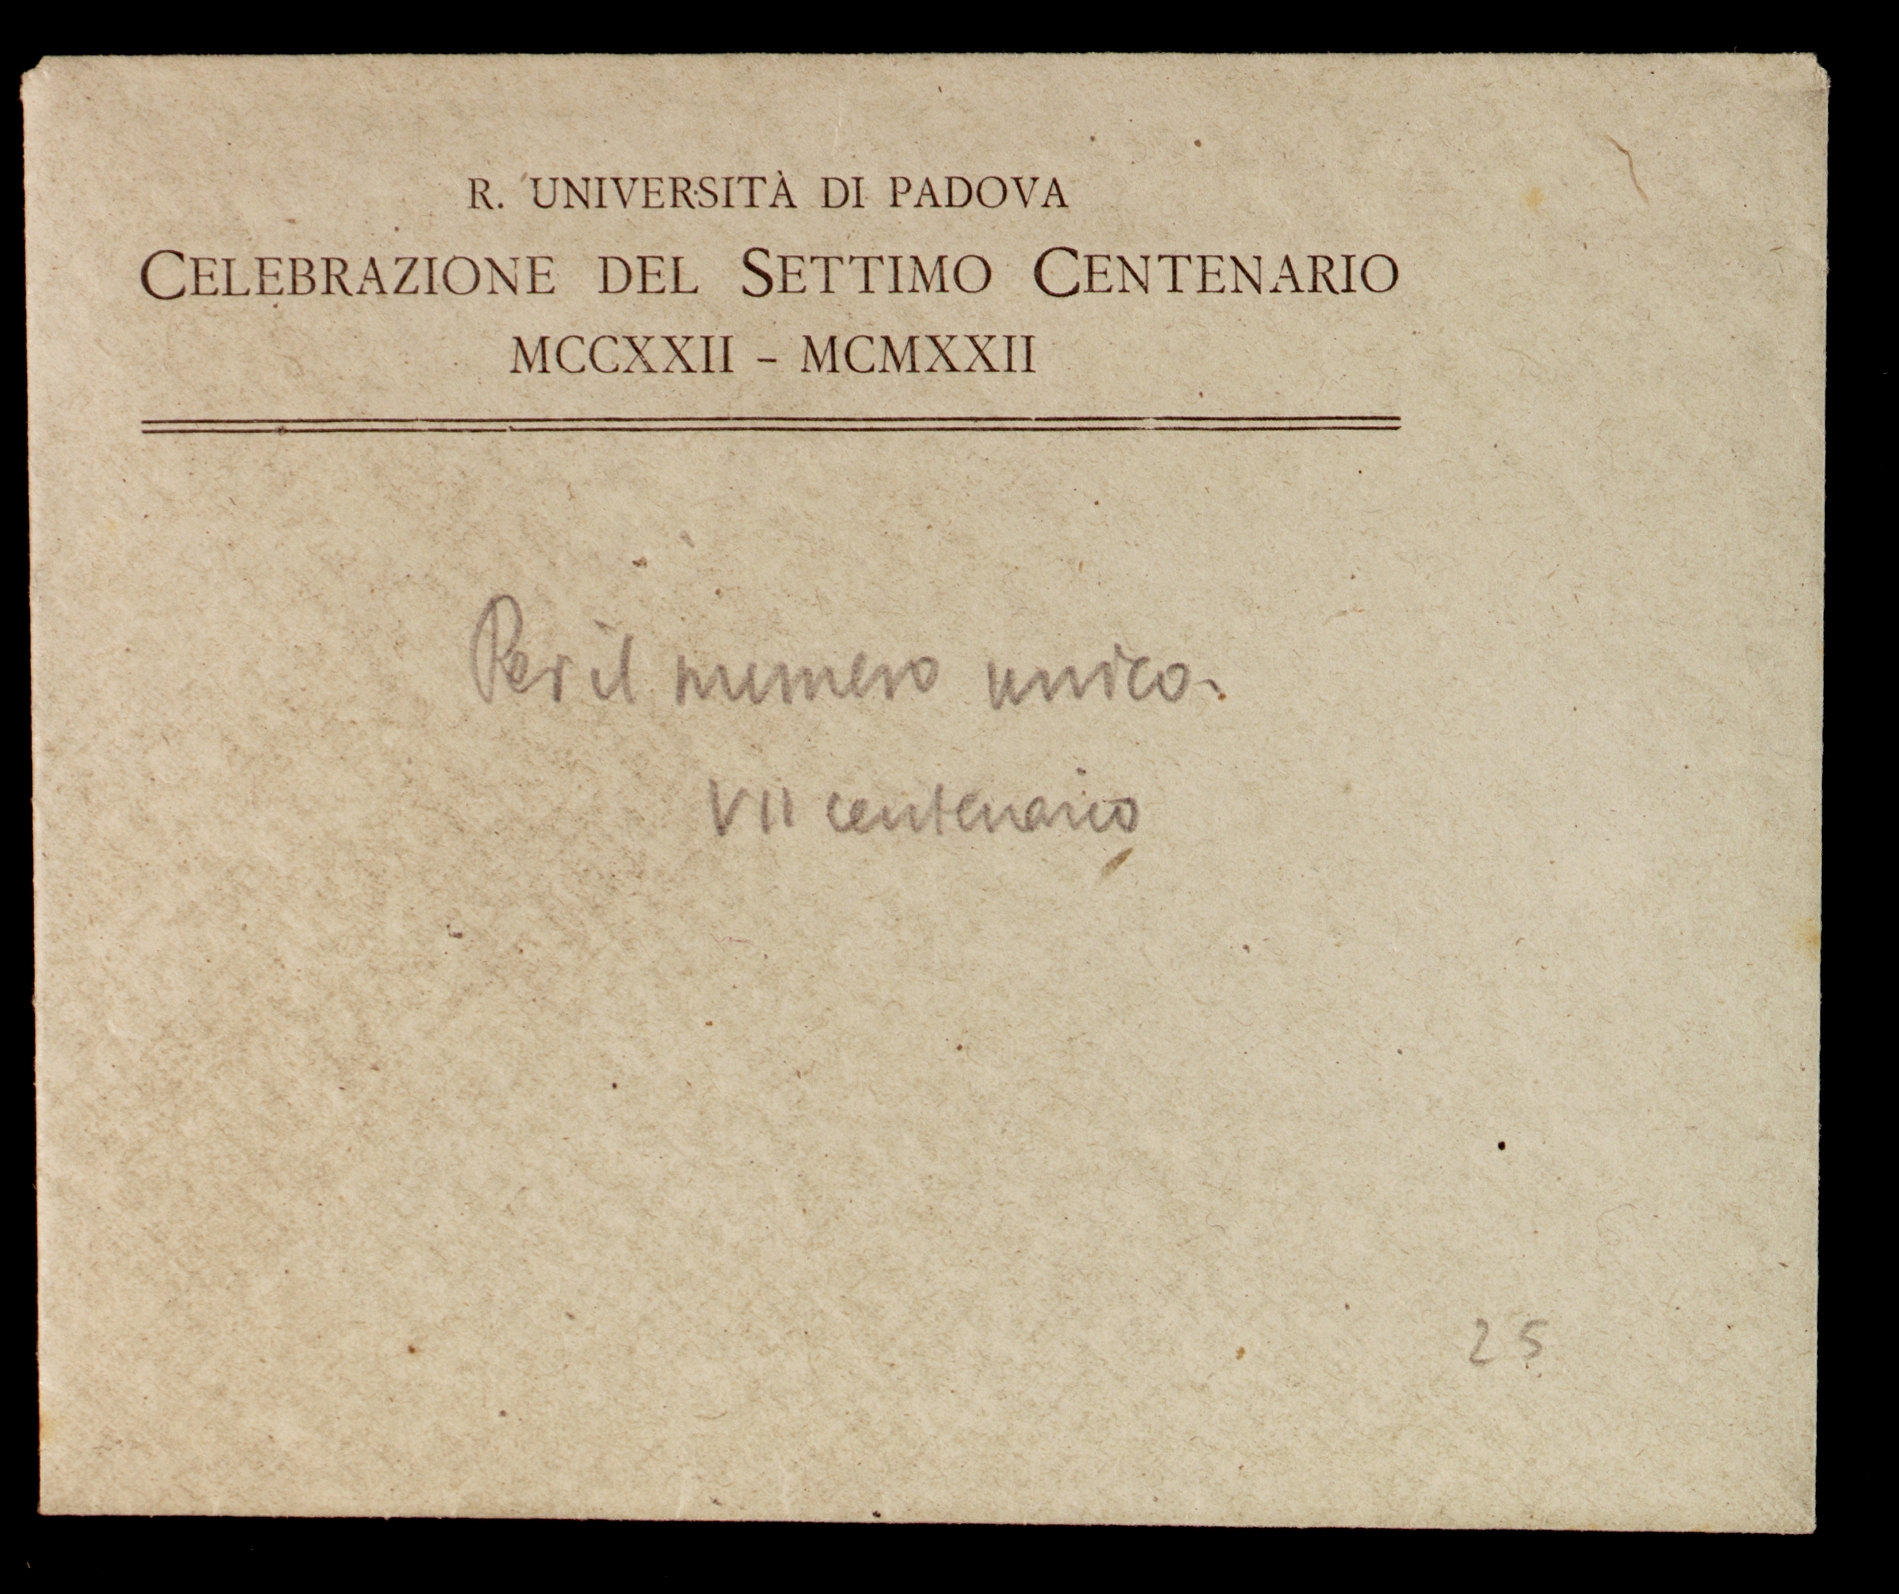 R. UNIVERSITÀ DI PADOVA
CELEBRAZIONE DEL SETTIMO CENTENARIO
MCCXXII - MCMXXII
Per il numero unico.
VII centenario
25